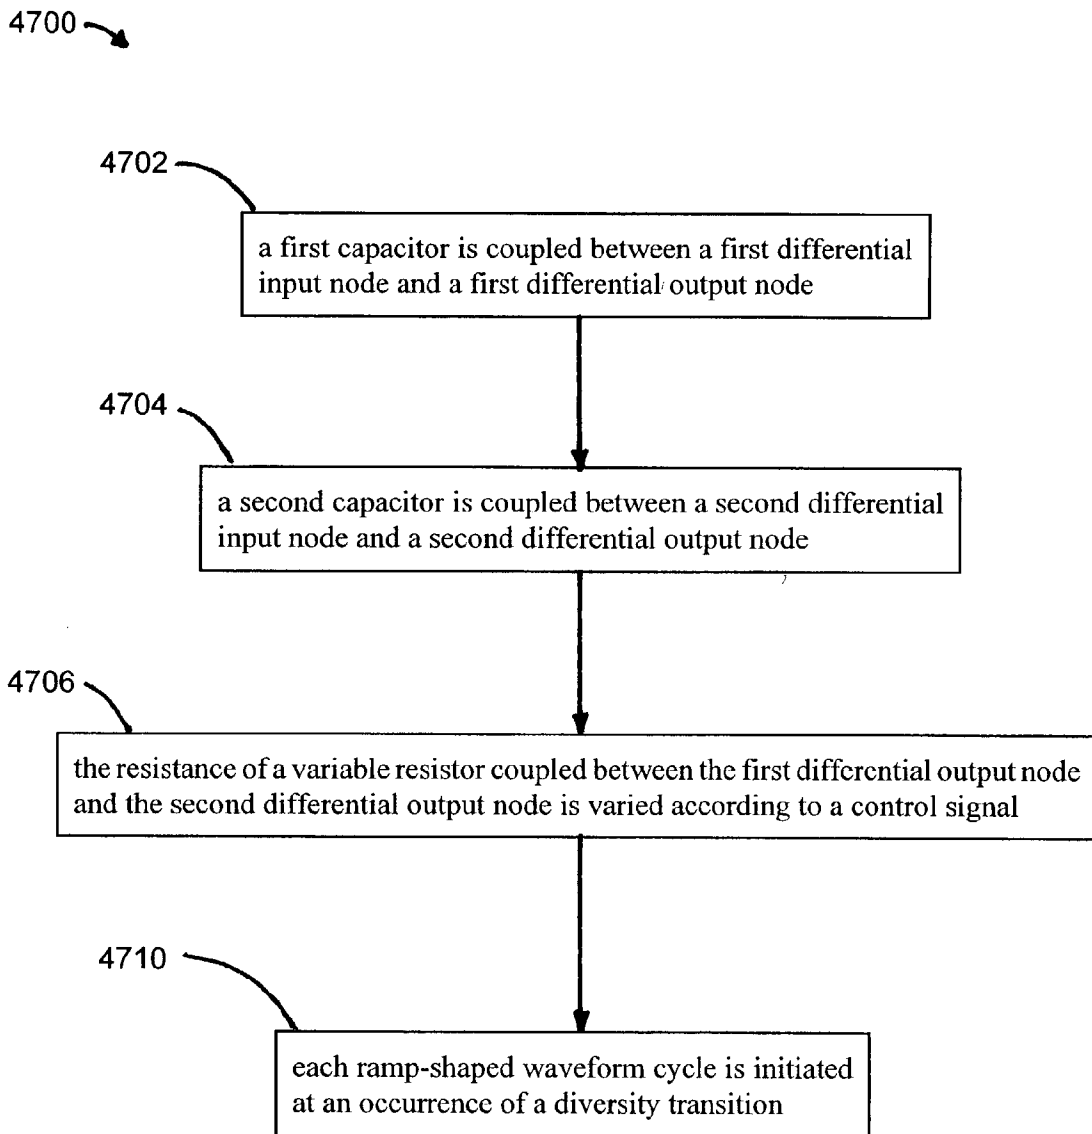 4700
4702
a first capacitor is coupled between a first differential
input node and a first differential output node
4704
a second capacitor is coupled between a second differential
input node and a second differential output node
4706
the resistance of a variable resistor coupled between the first differential output node
and the second differential output node is varied according to a control signal
4710
each ramp-shaped waveform cycle is initiated
at an occurrence of a diversity transition